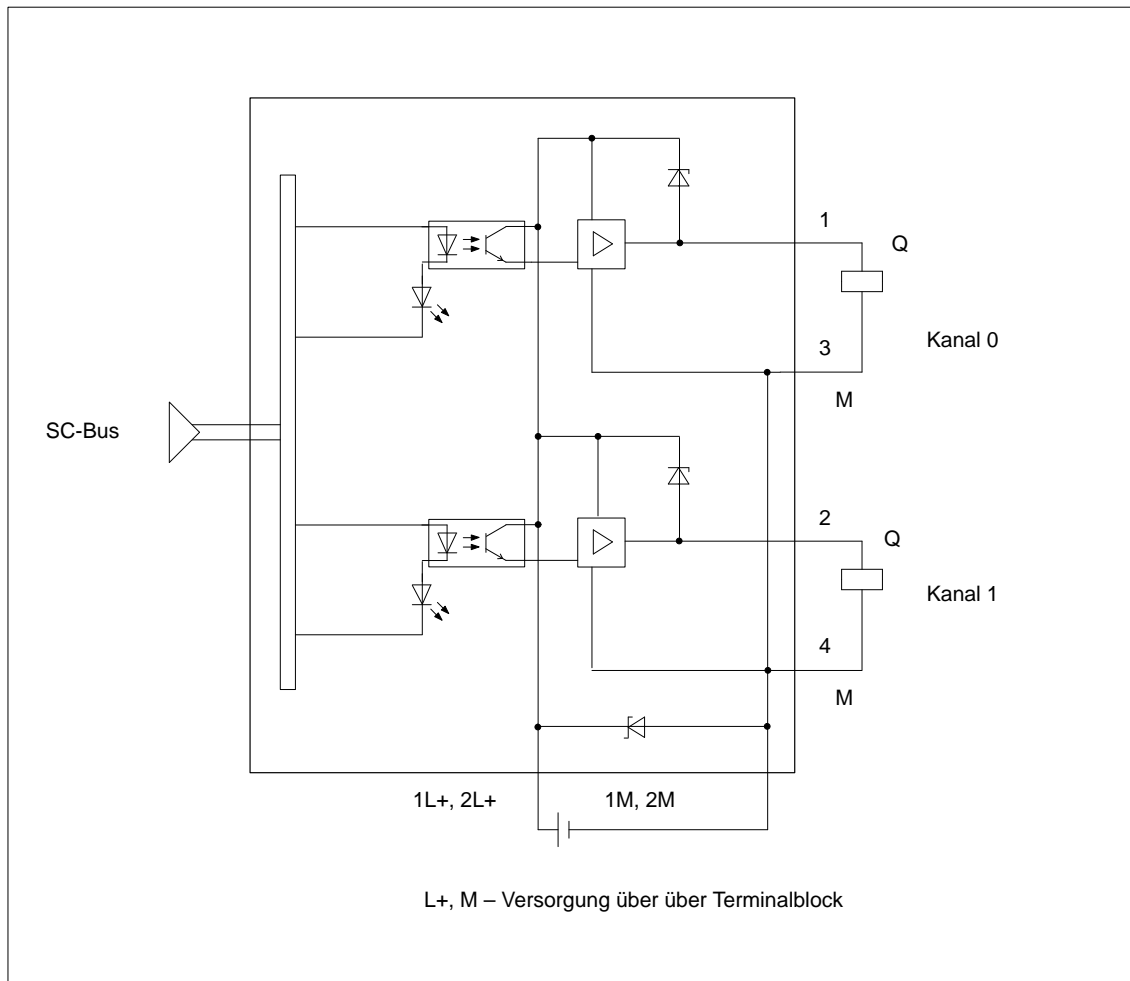 1
Q
Kanal 0
3
M
SC-Bus
2
Q
Kanal 1
4
M
1L+, 2L+
1M, 2M
L+, M – Versorgung über über Terminalblock